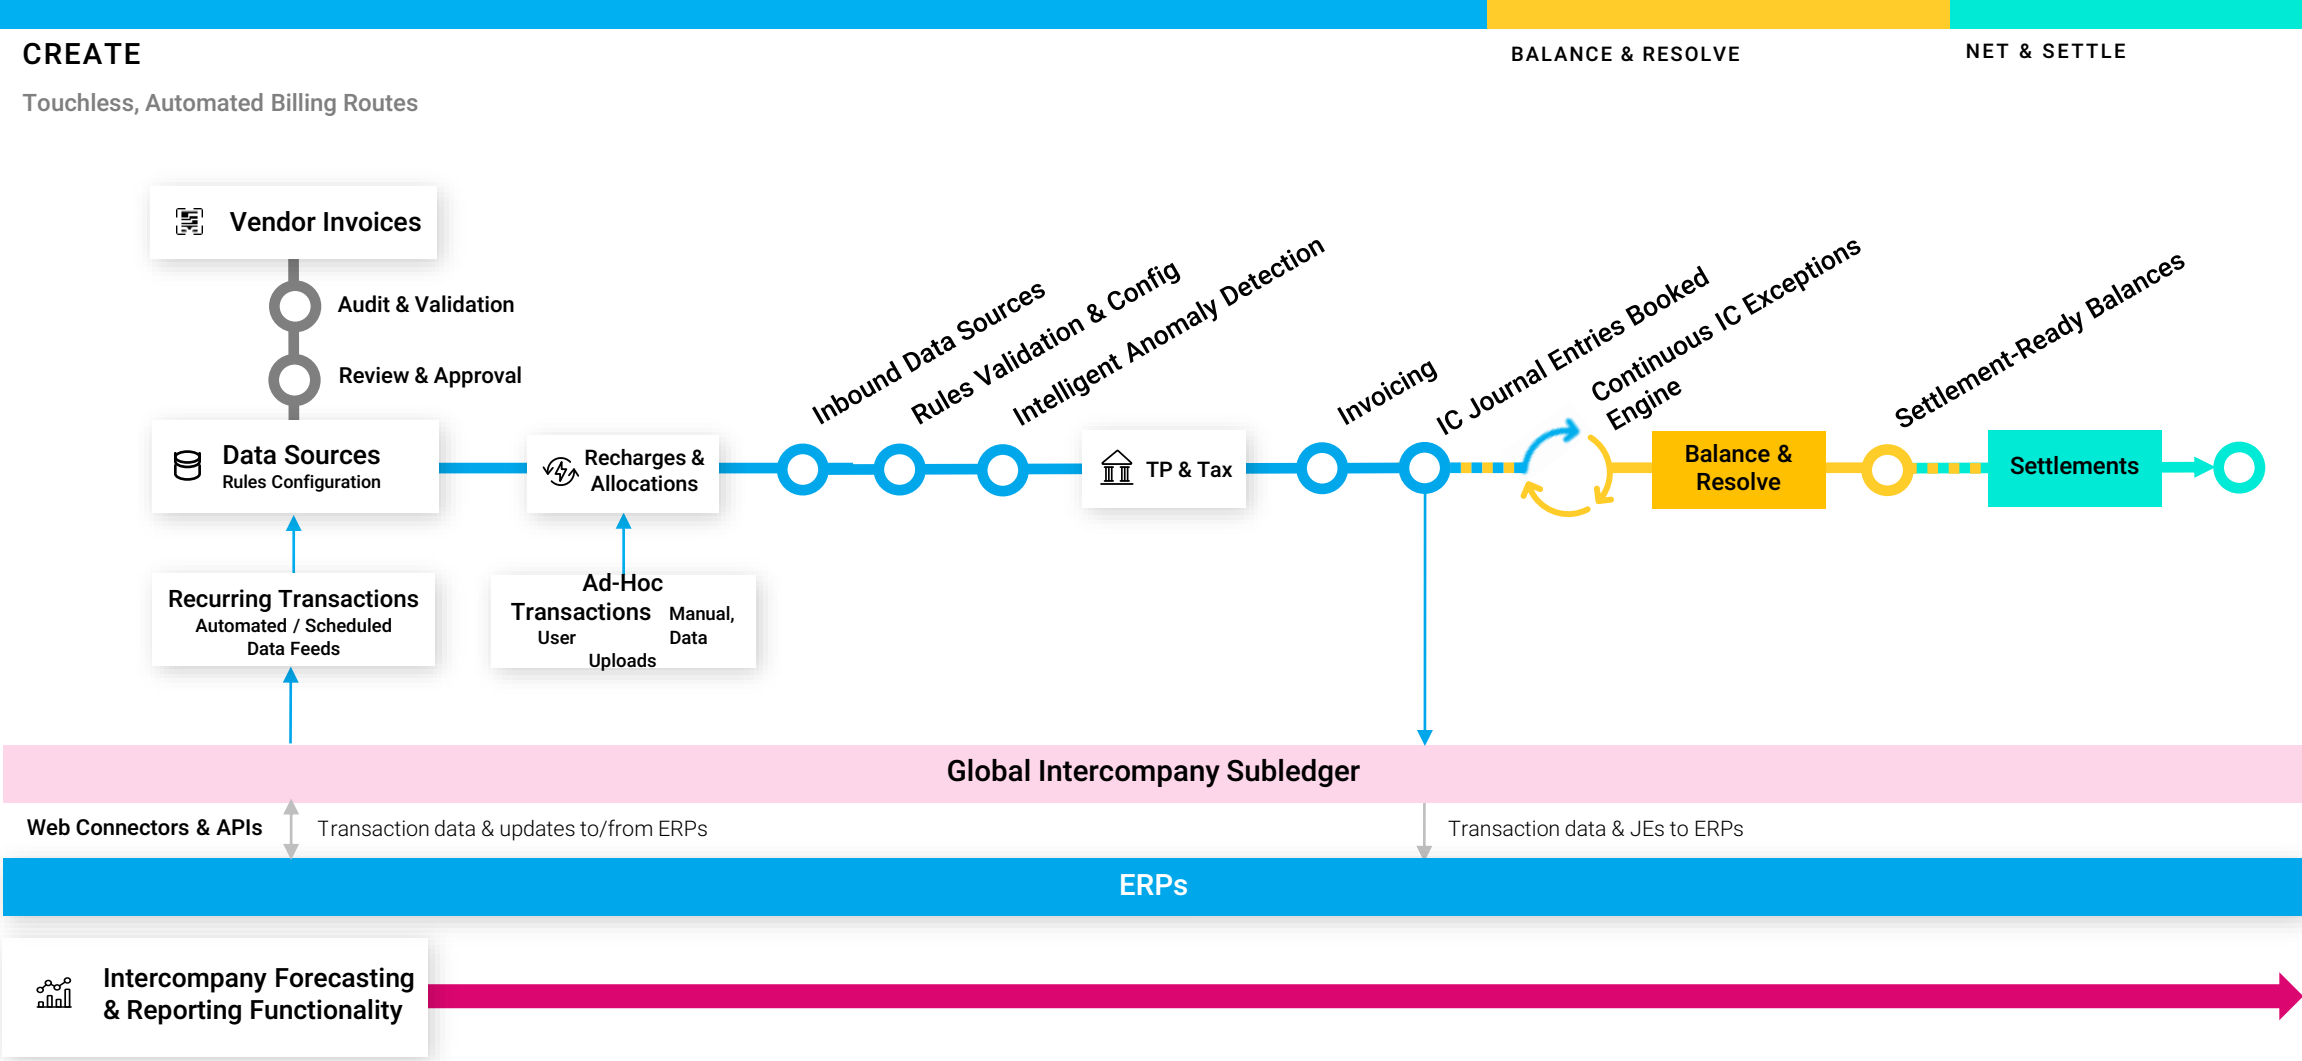 CREATE
BALANCE & RESOLVE
NET & SETTLE
Touchless, Automated Billing Routes
Vendor Invoices
Audit & Validation
Review & Approval
Data Sources
Rules Configuration
Recharges &
Allocations
Inbound Data Sources
Rules Validation & Config
Intelligent Anomaly Detection
TP & Tax
Invoicing
IC Journal Entries Booked
Continuous IC Exceptions
Engine
Balance &
Resolve
Settlement-Ready Balances
Settlements
Recurring Transactions
Automated / Scheduled
Data Feeds
Ad-Hoc
Transactions Manual,
User Data
Uploads
Global Intercompany Subledger
Web Connectors & APIs
Transaction data & updates to/from ERPs
Transaction data & JEs to ERPs
ERPs
Intercompany Forecasting
& Reporting Functionality